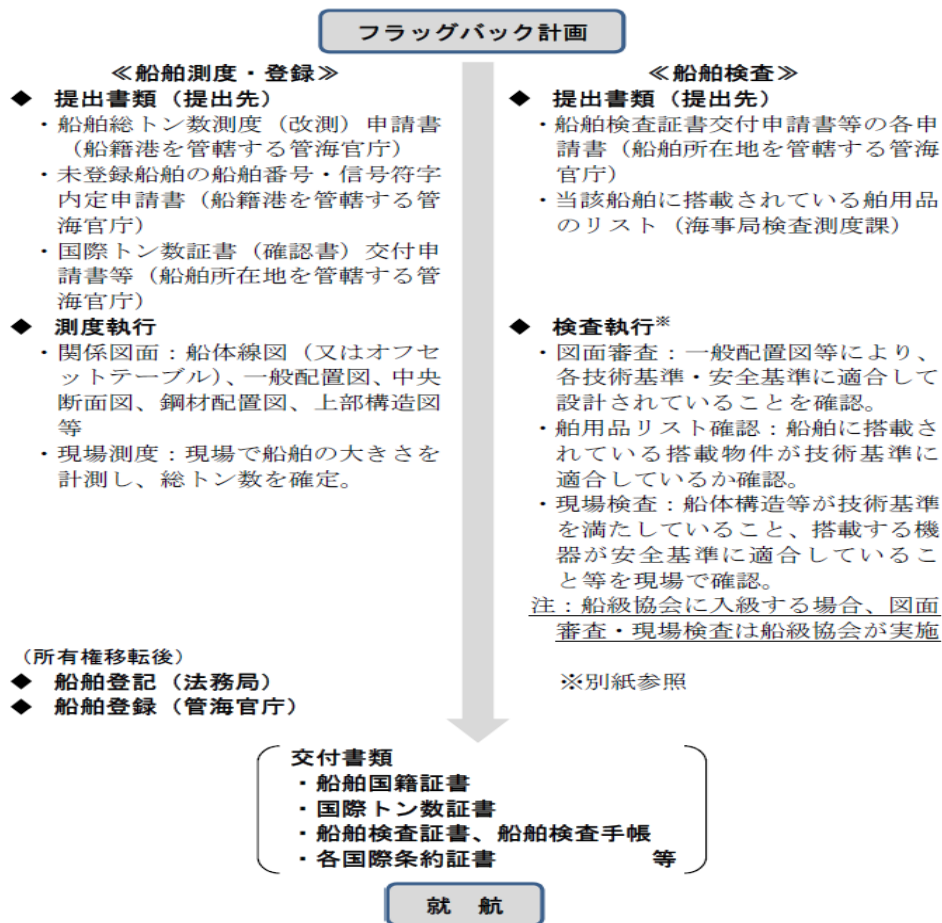 フラッグバック計画
≪船舶測度・登録≫
◆ 提出書類（提出先）
・船舶総トン数測度（改測）申請書
（船籍港を管轄する管海官庁）
・未登録船舶の船舶番号・信号符字
内定申請書（船籍港を管轄する管
海官庁）
・国際トン数証書（確認書）交付申
請書等（船舶所在地を管轄する管
海官庁）
◆ 測度執行
・関係図面：船体線図（又はオフセ
ットテーブル）、一般配置図、中央
断面図、鋼材配置図、上部構造図
等
・現場測度：現場で船舶の大きさを
計測し、総トン数を確定。
（所有権移転後）
◆ 船舶登記（法務局）
◆ 船舶登録（管海官庁）
≪船舶検査≫
◆ 提出書類（提出先）
・船舶検査証書交付申請書等の各申
請書（船舶所在地を管轄する管海
官庁）
・当該船舶に搭載されている舶用品
のリスト（海事局検査測度課）
◆ 検査執行※
・図面審査：一般配置図等により、
各技術基準・安全基準に適合して
設計されていることを確認。
・舶用品リスト確認：船舶に搭載さ
れている搭載物件が技術基準に
適合しているか確認。
・現場検査：船体構造等が技術基準
を満たしていること、搭載する機
器が安全基準に適合しているこ
と等を現場で確認。
注：船級協会に入級する場合、図面
審査・現場検査は船級協会が実施
※別紙参照
交付書類
・船舶国籍証書
・国際トン数証書
・船舶検査証書、船舶検査手帳
・各国際条約証書 等
就 航